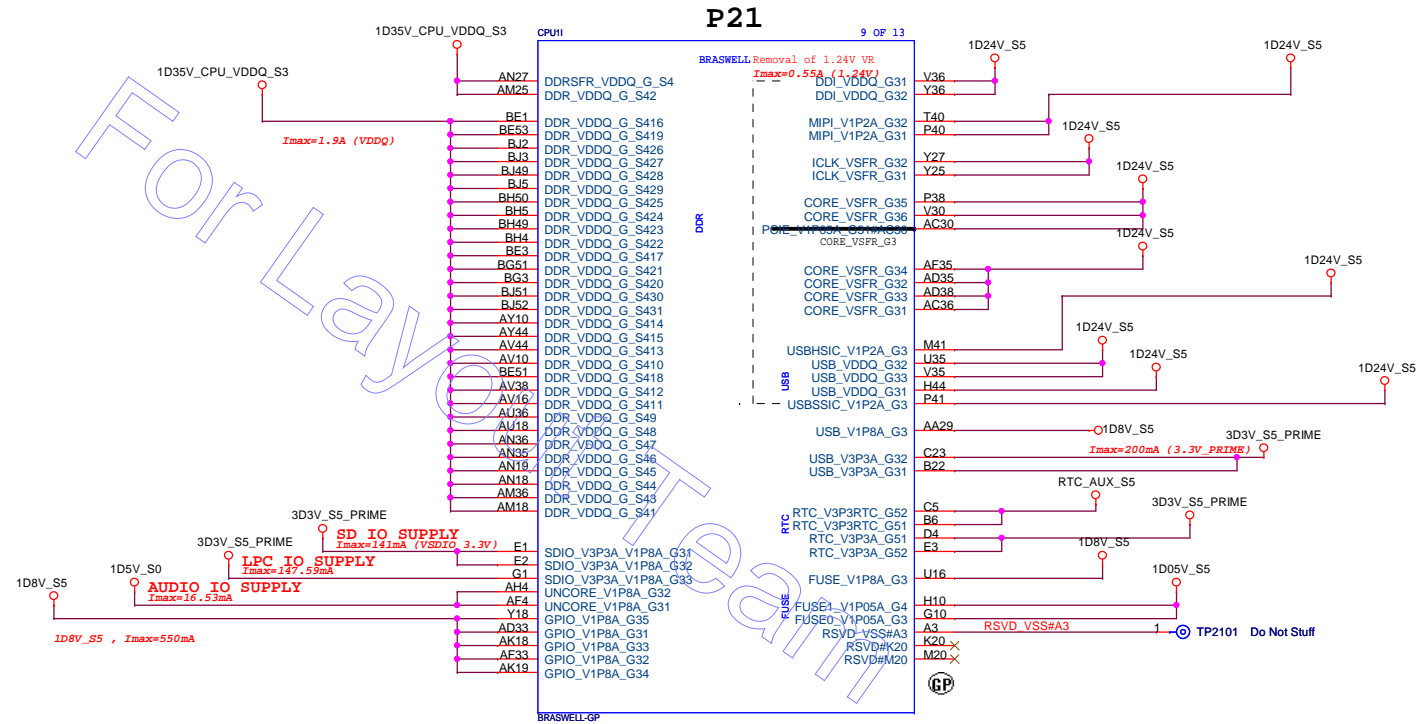 P21
CPU1I
9 OF 13
1D35V_CPU_VDDQ_S3
1D35V_CPU_VDDQ_S3
Imax=1.9A (VDDQ)
BRASWELL Removal of 1.24V VR
Imax=0.55A (1.24V)
DDR
AN27 DDRSFR_VDDQ_G_S4
AM25 DDR_VDDQ_G_S42
BE1 DDR_VDDQ_G_S416
BE53 DDR_VDDQ_G_S419
BJ2 DDR_VDDQ_G_S426
BJ3 DDR_VDDQ_G_S427
BJ49 DDR_VDDQ_G_S428
BJ5 DDR_VDDQ_G_S429
BH50 DDR_VDDQ_G_S425
BH5 DDR_VDDQ_G_S424
BH49 DDR_VDDQ_G_S423
BH4 DDR_VDDQ_G_S422
BE3 DDR_VDDQ_G_S417
BG51 DDR_VDDQ_G_S421
BG3 DDR_VDDQ_G_S420
BJ51 DDR_VDDQ_G_S430
BJ52 DDR_VDDQ_G_S431
AY10 DDR_VDDQ_G_S414
AY44 DDR_VDDQ_G_S415
AV44 DDR_VDDQ_G_S413
AV10 DDR_VDDQ_G_S410
BE51 DDR_VDDQ_G_S418
AV38 DDR_VDDQ_G_S412
AV16 DDR_VDDQ_G_S411
AU36 DDR_VDDQ_G_S49
AU18 DDR_VDDQ_G_S48
AN36 DDR_VDDQ_G_S47
AN35 DDR_VDDQ_G_S46
AN19 DDR_VDDQ_G_S45
AN18 DDR_VDDQ_G_S44
AM36 DDR_VDDQ_G_S43
AM18 DDR_VDDQ_G_S41
3D3V_S5_PRIME
SD IO SUPPLY
Imax=141mA (VSDIO_3.3V)
3D3V_S5_PRIME
LPC IO SUPPLY
Imax=147.59mA
1D5V_S0
AUDIO IO SUPPLY
Imax=16.53mA
1D8V_S5
1D8V_S5 , Imax=550mA
E1 SDIO_V3P3A_V1P8A_G31
E2 SDIO_V3P3A_V1P8A_G32
G1 SDIO_V3P3A_V1P8A_G33
AH4 UNCORE_V1P8A_G32
AF4 UNCORE_V1P8A_G31
Y18 GPIO_V1P8A_G35
AD33 GPIO_V1P8A_G31
AK18 GPIO_V1P8A_G33
AF33 GPIO_V1P8A_G32
AK19 GPIO_V1P8A_G34
1D24V_S5
1D24V_S5
DDI_VDDQ_G31 V36
DDI_VDDQ_G32 Y36
MIPI_V1P2A_G32 T40
MIPI_V1P2A_G31 P40
1D24V_S5
ICLK_VSFR_G32 Y27
ICLK_VSFR_G31 Y25
1D24V_S5
CORE_VSFR_G35 P38
CORE_VSFR_G36 V30
PCIE_V1P05A_G31#AC30 AC30
CORE_VSFR_G3
1D24V_S5
CORE_VSFR_G34 AF35
CORE_VSFR_G32 AD35
CORE_VSFR_G33 AD38
CORE_VSFR_G31 AC36
1D24V_S5
1D24V_S5
1D24V_S5
1D24V_S5
USB
USBHSIC_V1P2A_G3 M41
USB_VDDQ_G32 U35
USB_VDDQ_G33 V35
USB_VDDQ_G31 H44
USBSSIC_V1P2A_G3 P41
USB_V1P8A_G3 AA29
1D8V_S5
3D3V_S5_PRIME
Imax=200mA (3.3V_PRIME)
USB_V3P3A_G32 C23
USB_V3P3A_G31 B22
RTC_AUX_S5
3D3V_S5_PRIME
RTC
RTC_V3P3RTC_G52 C5
RTC_V3P3RTC_G51 B6
RTC_V3P3A_G51 D4
RTC_V3P3A_G52 E3
1D8V_S5
FUSE_V1P8A_G3 U16
1D05V_S5
FUSE
FUSE1_V1P05A_G4 H10
FUSE0_V1P05A_G3 G10
RSVD_VSS#A3 A3 RSVD_VSS#A3 1 TP2101 Do Not Stuff
RSVD#K20 K20
RSVD#M20 M20
GP
BRASWELL-GP
For Layout Team